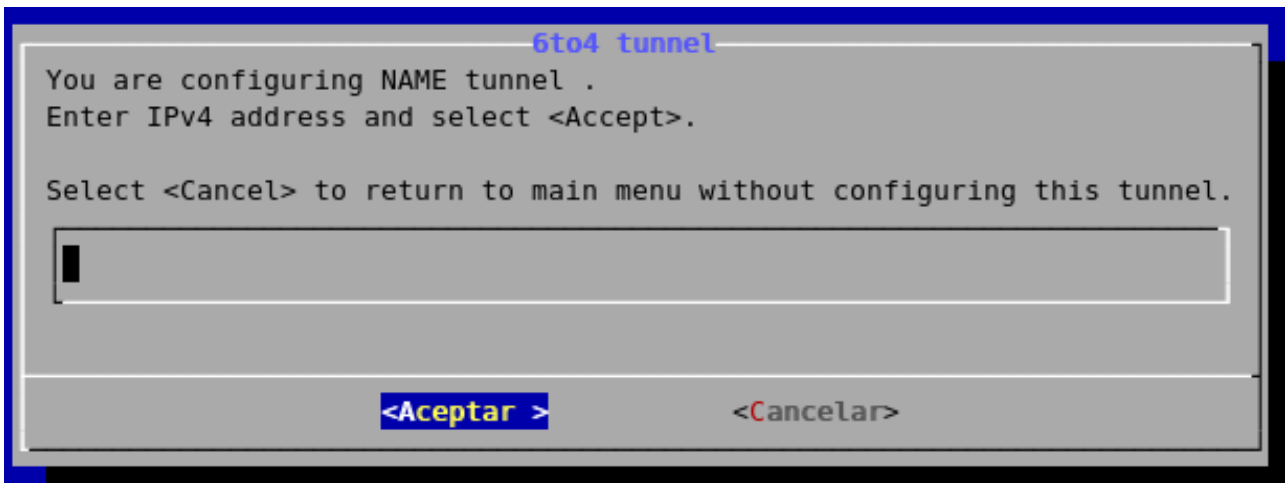 6to4 tunnel
You are configuring NAME tunnel .
Enter IPv4 address and select <Accept>.
Select <Cancel> to return to main menu without configuring this tunnel.
<Aceptar > <Cancelar>